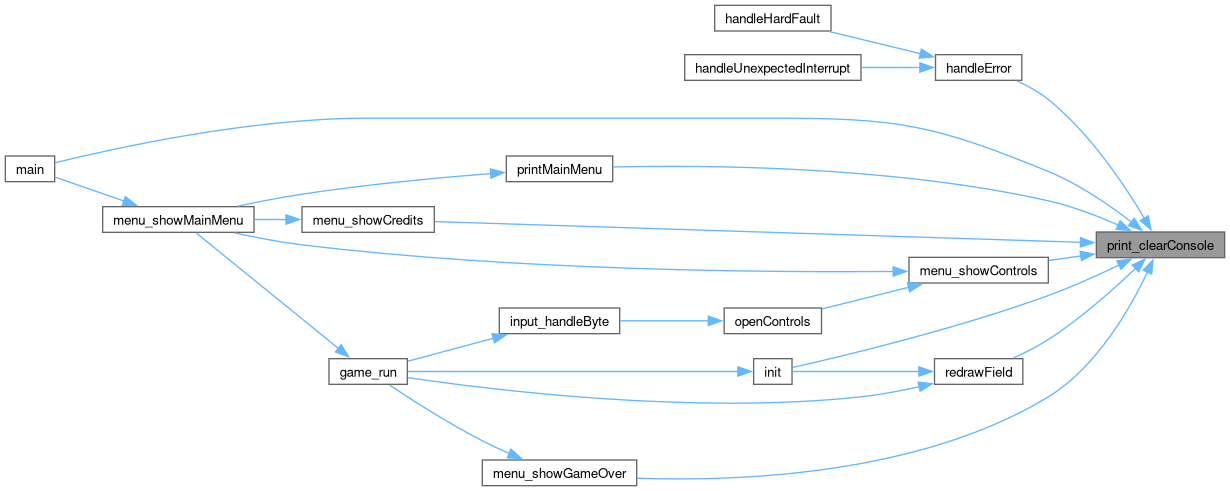 handleHardFault
handleUnexpectedInterrupt
handleError
main
printMainMenu
menu_showMainMenu
menu_showCredits
print_clearConsole
menu_showControls
input_handleByte
openControls
game_run
init
redrawField
menu_showGameOver